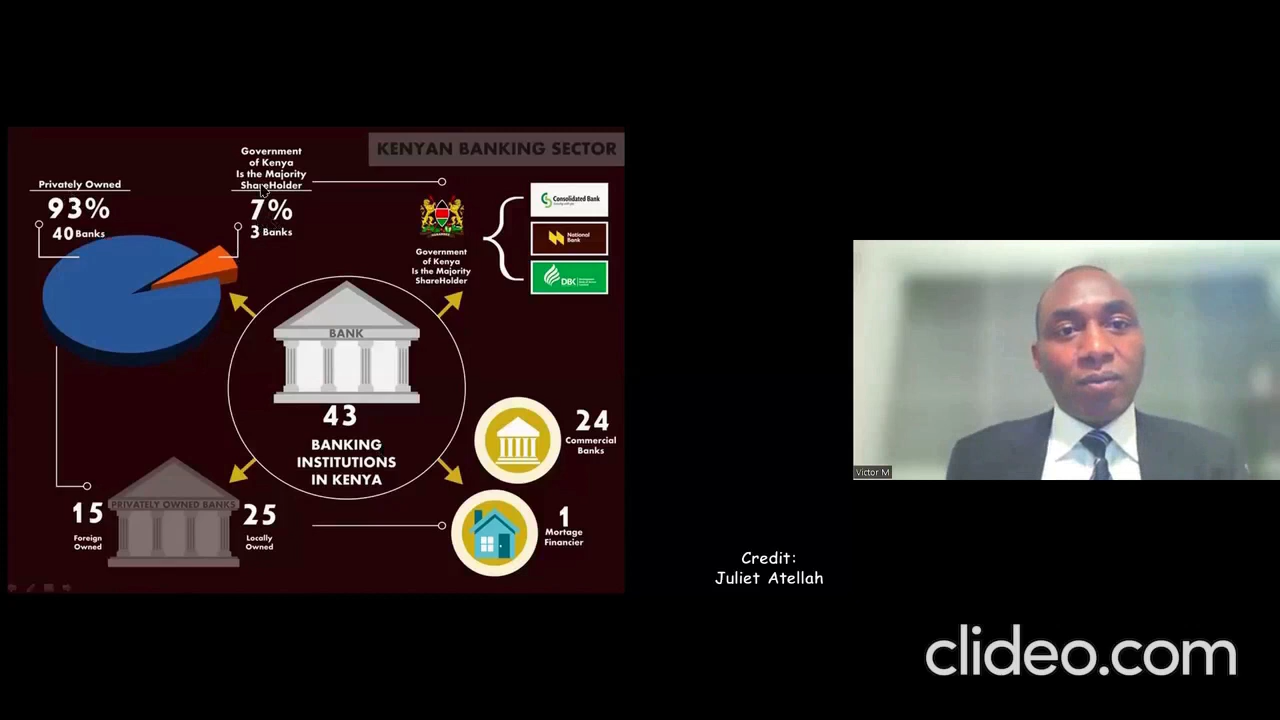 KENYAN BANKING SECTOR
Government
of Kenya
Is the Majority
ShareHolder
7%
3 Banks
Privately Owned
93%
40 Banks
Government
of Kenya
Is the Majority
ShareHolder
Consolidated Bank
National
Bank
DBK
BANK
43
BANKING
INSTITUTIONS
IN KENYA
24
Commercial
Banks
PRIVATELY OWNED BANKS
15
Foreign
Owned
25
Locally
Owned
1
Mortage
Financier
Victor M
Credit:
Juliet Atellah
clideo.com